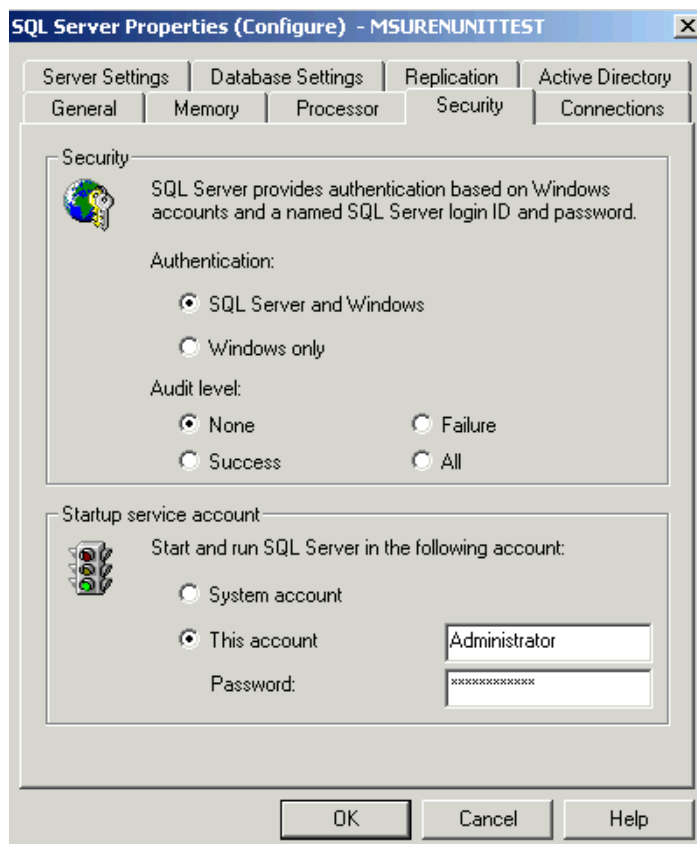 SQL Server Properties (Configure) - MSURENUNITTEST
Server Settings
Database Settings
Replication
Active Directory
General
Memory
Processor
Security
Connections
Security
SQL Server provides authentication based on Windows
accounts and a named SQL Server login ID and password.
Authentication:
SQL Server and Windows
Windows only
Audit level:
None
Failure
Success
All
Startup service account
Start and run SQL Server in the following account:
System account
This account
Administrator
Password:
************
OK
Cancel
Help